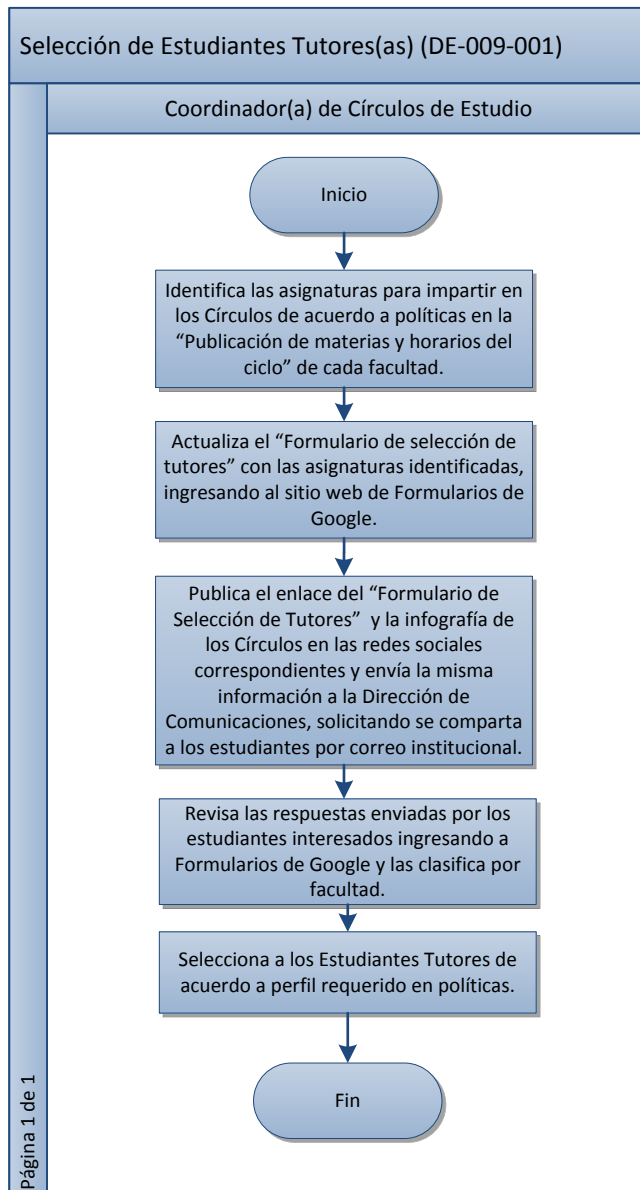 Selección de Estudiantes Tutores(as) (DE-009-001)
Coordinador(a) de Círculos de Estudio
Inicio
Identifica las asignaturas para impartir en
los Círculos de acuerdo a políticas en la
“Publicación de materias y horarios del
ciclo” de cada facultad.
Actualiza el “Formulario de selección de
tutores” con las asignaturas identificadas,
ingresando al sitio web de Formularios de
Google.
Publica el enlace del “Formulario de
Selección de Tutores” y la infografía de
los Círculos en las redes sociales
correspondientes y envía la misma
información a la Dirección de
Comunicaciones, solicitando se comparta
a los estudiantes por correo institucional.
Revisa las respuestas enviadas por los
estudiantes interesados ingresando a
Formularios de Google y las clasifica por
facultad.
Selecciona a los Estudiantes Tutores de
acuerdo a perfil requerido en políticas.
Fin
Página 1 de 1